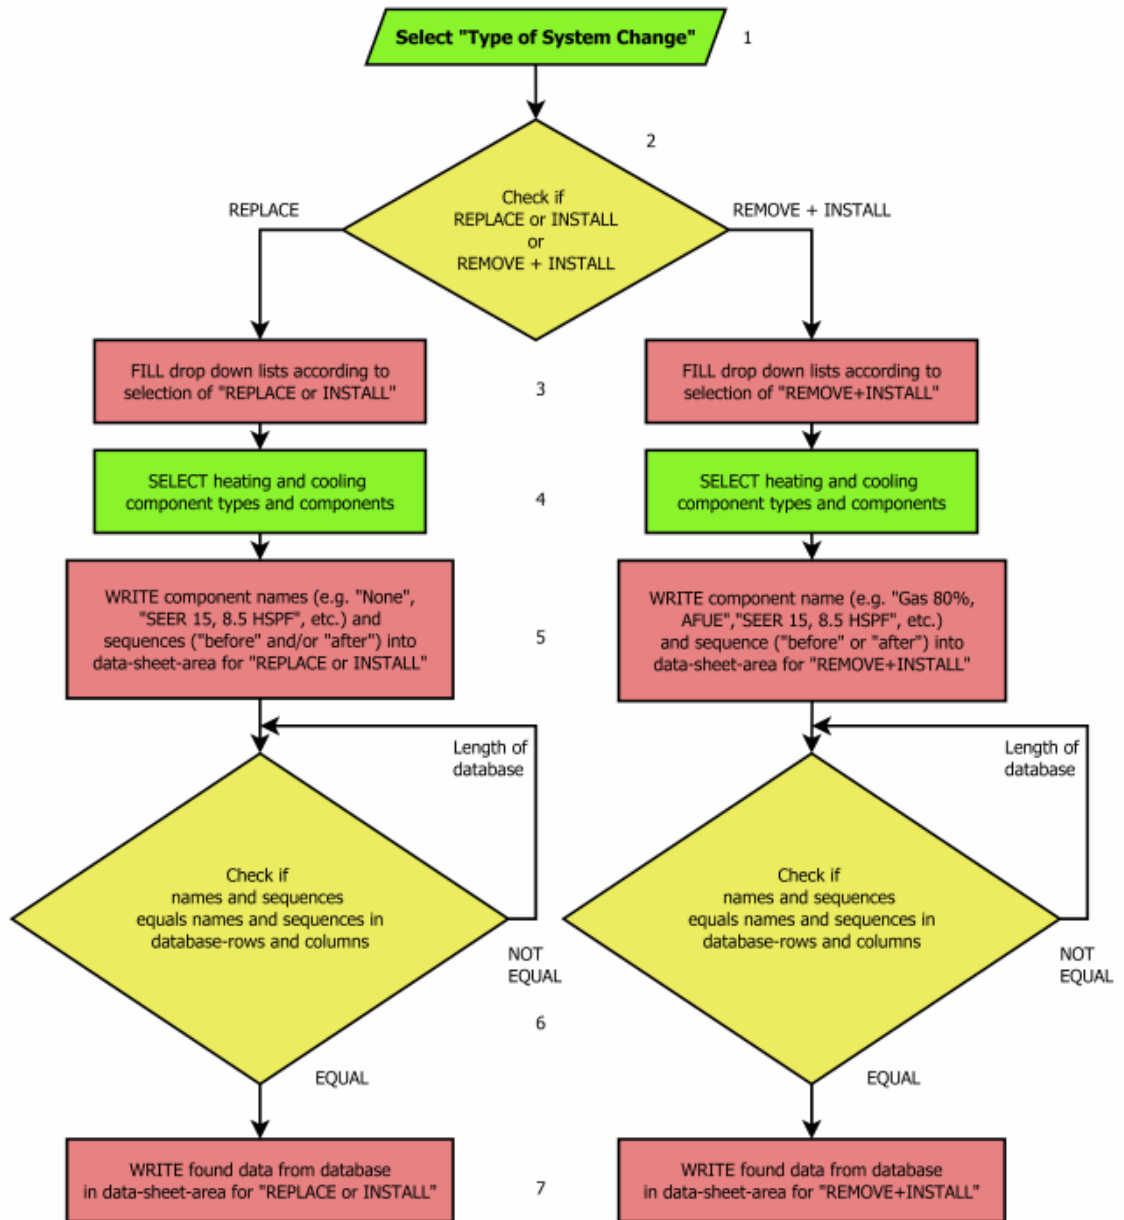 Select "Type of System Change"
1
2
Check if
REPLACE or INSTALL
or
REMOVE + INSTALL
REPLACE
REMOVE + INSTALL
FILL drop down lists according to
selection of "REPLACE or INSTALL"
3
FILL drop down lists according to
selection of "REMOVE+INSTALL"
SELECT heating and cooling
component types and components
4
SELECT heating and cooling
component types and components
WRITE component names (e.g. "None",
"SEER 15, 8.5 HSPF", etc.) and
sequences ("before" and/or "after") into
data-sheet-area for "REPLACE or INSTALL"
5
WRITE component name (e.g. "Gas 80%,
AFUE","SEER 15, 8.5 HSPF", etc.)
and sequence ("before" or "after") into
data-sheet-area for "REMOVE+INSTALL"
Length of
database
Length of
database
Check if
names and sequences
equals names and sequences in
database-rows and columns
NOT
EQUAL
Check if
names and sequences
equals names and sequences in
database-rows and columns
NOT
EQUAL
6
EQUAL
EQUAL
WRITE found data from database
in data-sheet-area for "REPLACE or INSTALL"
7
WRITE found data from database
in data-sheet-area for "REMOVE+INSTALL"